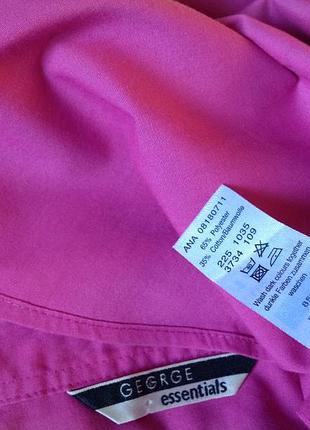 ANA 08180711
65% Polyester
35% Cotton-Baumwolle
225 1035
3734 109
Wash dark colours together
dunkle Farben zusammen
waschen
GEORGE
essentials